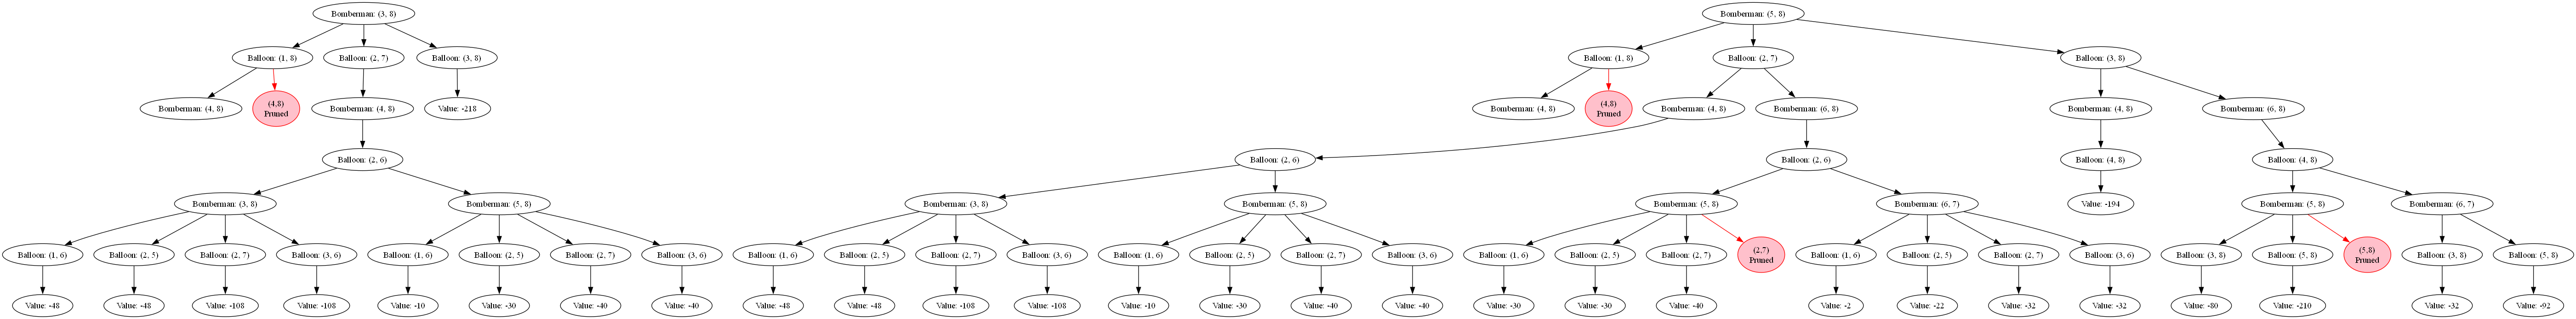 Bomberman: (3, 8)
Bomberman: (5, 8)
Balloon: (1, 8)
Balloon: (2, 7)
Balloon: (3, 8)
Balloon: (1, 8)
Balloon: (2, 7)
Balloon: (3, 8)
Bomberman: (4, 8)
(4,8)
Pruned
Bomberman: (4, 8)
Value: -218
Bomberman: (4, 8)
(4,8)
Pruned
Bomberman: (4, 8)
Bomberman: (6, 8)
Bomberman: (4, 8)
Bomberman: (6, 8)
Balloon: (2, 6)
Balloon: (2, 6)
Balloon: (2, 6)
Balloon: (4, 8)
Balloon: (4, 8)
Bomberman: (3, 8)
Bomberman: (5, 8)
Bomberman: (3, 8)
Bomberman: (5, 8)
Bomberman: (5, 8)
Bomberman: (6, 7)
Value: -194
Bomberman: (5, 8)
Bomberman: (6, 7)
Balloon: (1, 6)
Balloon: (2, 5)
Balloon: (2, 7)
Balloon: (3, 6)
Balloon: (1, 6)
Balloon: (2, 5)
Balloon: (2, 7)
Balloon: (3, 6)
Balloon: (1, 6)
Balloon: (2, 5)
Balloon: (2, 7)
Balloon: (3, 6)
Balloon: (1, 6)
Balloon: (2, 5)
Balloon: (2, 7)
Balloon: (3, 6)
Balloon: (1, 6)
Balloon: (2, 5)
Balloon: (2, 7)
(2,7)
Pruned
Balloon: (1, 6)
Balloon: (2, 5)
Balloon: (2, 7)
Balloon: (3, 6)
Balloon: (3, 8)
Balloon: (5, 8)
(5,8)
Pruned
Balloon: (3, 8)
Balloon: (5, 8)
Value: -48
Value: -48
Value: -108
Value: -108
Value: -10
Value: -30
Value: -40
Value: -40
Value: -48
Value: -48
Value: -108
Value: -108
Value: -10
Value: -30
Value: -40
Value: -40
Value: -30
Value: -30
Value: -40
Value: -2
Value: -22
Value: -32
Value: -32
Value: -80
Value: -210
Value: -32
Value: -92